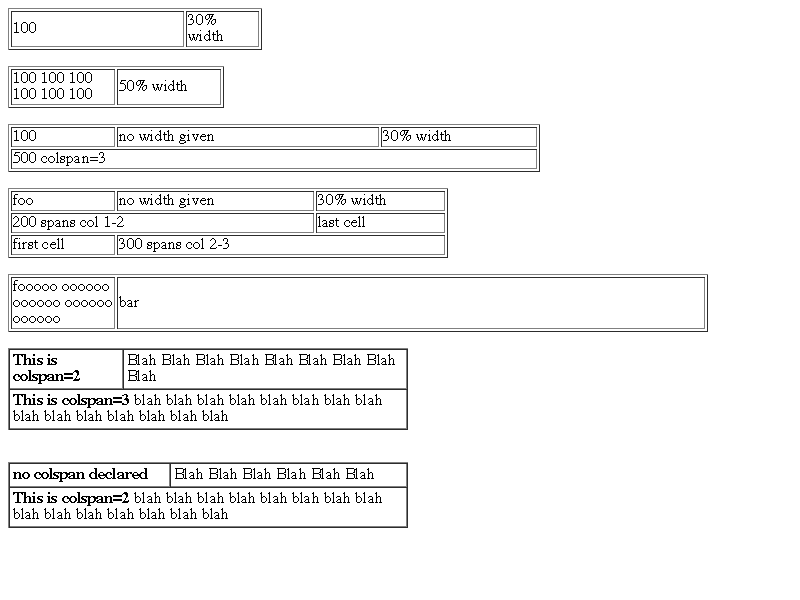 100
30%
width
100 100 100
100 100 100
50% width
100
no width given
30% width
500 colspan=3
foo
no width given
30% width
200 spans col 1-2
last cell
first cell
300 spans col 2-3
fooooo oooooo
oooooo oooooo
oooooo
bar
This is
colspan=2
Blah Blah Blah Blah Blah Blah Blah Blah
Blah
This is colspan=3 blah blah blah blah blah blah blah blah
blah blah blah blah blah blah blah
no colspan declared
Blah Blah Blah Blah Blah Blah
This is colspan=2 blah blah blah blah blah blah blah blah
blah blah blah blah blah blah blah